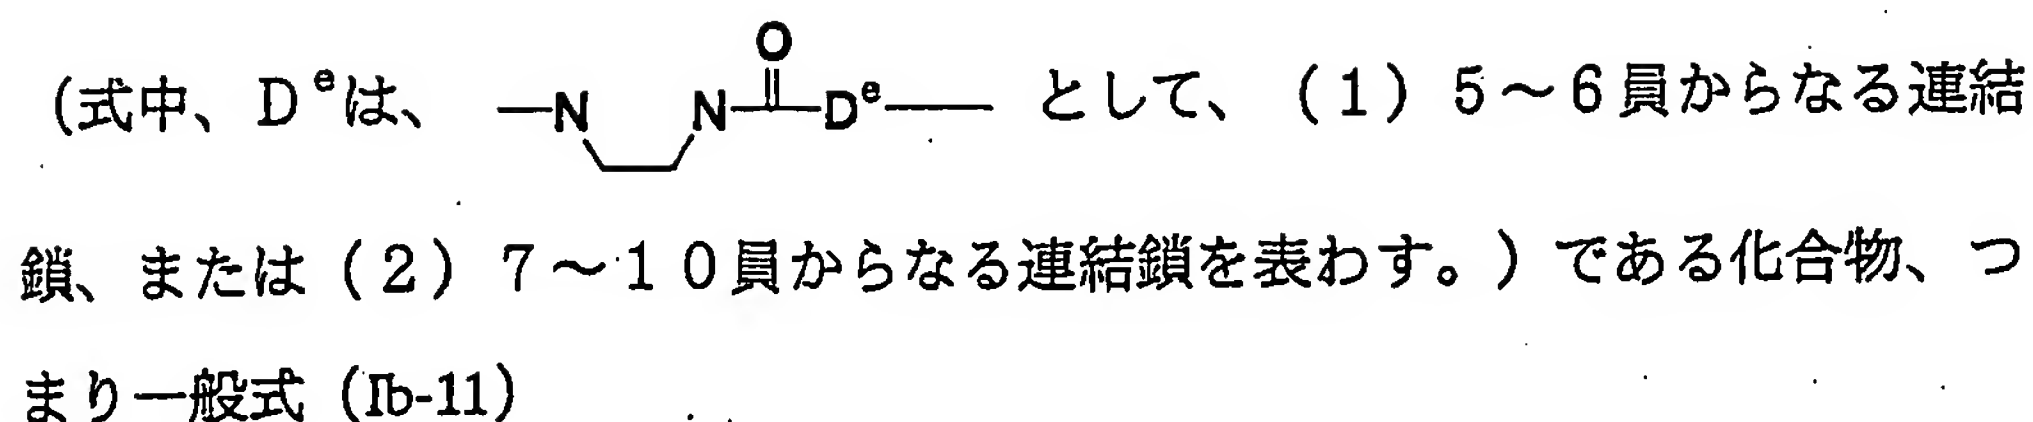 (式中、Dᵉは、 —N N O Dᵉ— として、(1) 5～6員からなる連結
鎖、または(2) 7～10員からなる連結鎖を表わす。)である化合物、つ
まり一般式 (Ib-11)